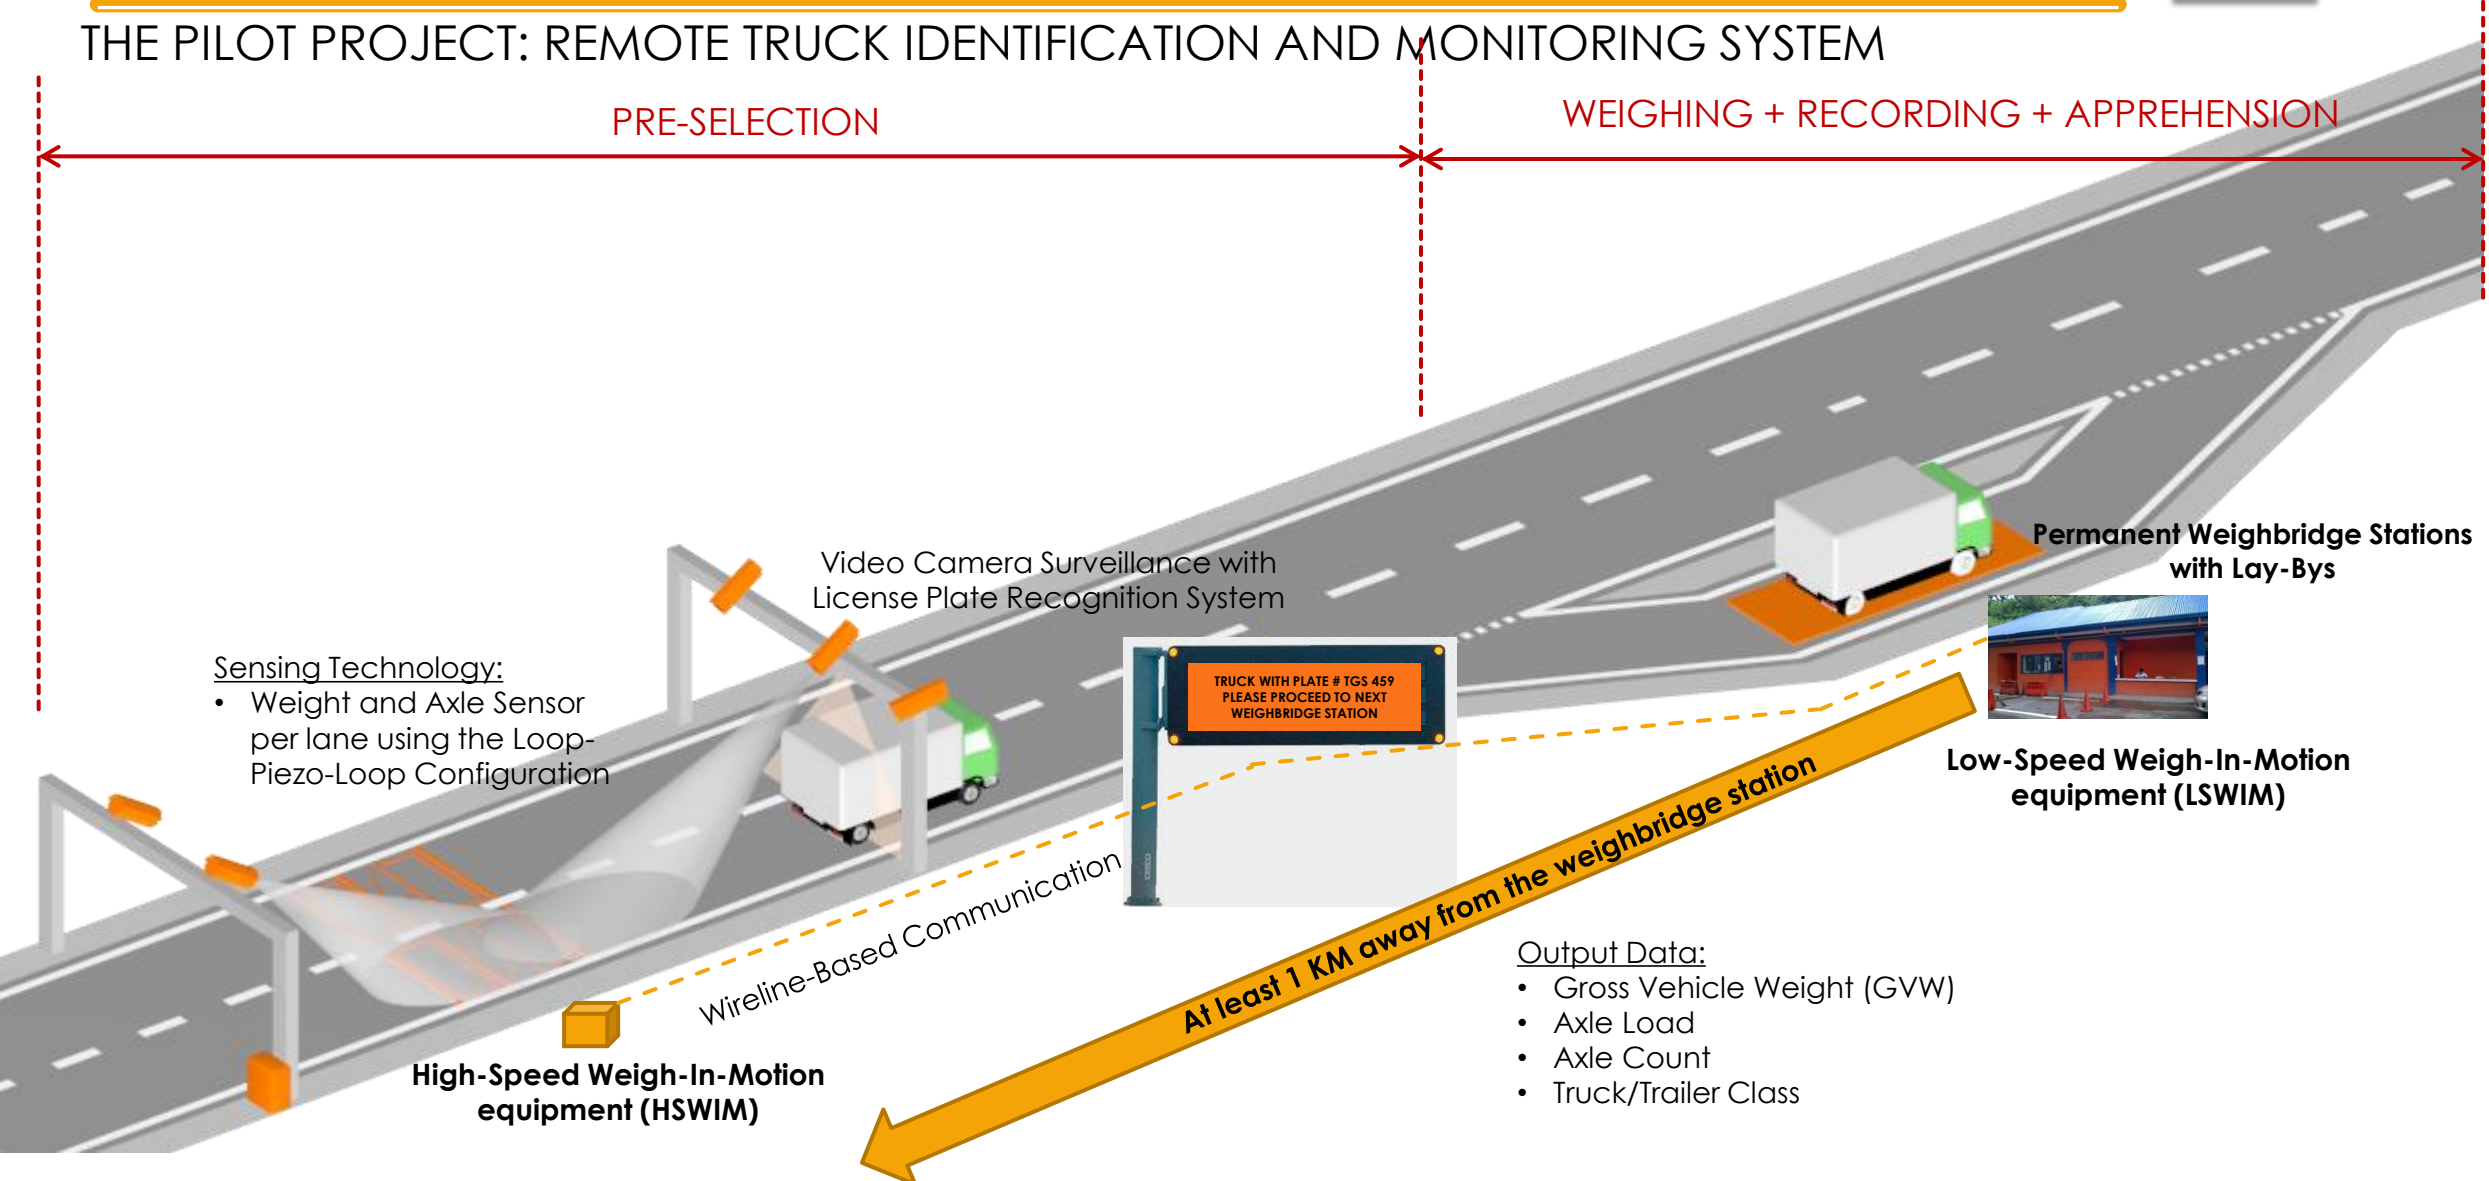 THE PILOT PROJECT: REMOTE TRUCK IDENTIFICATION AND MONITORING SYSTEM
PRE-SELECTION
WEIGHING + RECORDING + APPREHENSION
Video Camera Surveillance with
License Plate Recognition System
Permanent Weighbridge Stations
with Lay-Bys
Sensing Technology:
• Weight and Axle Sensor
per lane using the Loop-
Piezo-Loop Configuration
TRUCK WITH PLATE # TGS 459
PLEASE PROCEED TO NEXT
WEIGHBRIDGE STATION
Low-Speed Weigh-In-Motion
equipment (LSWIM)
Wireline-Based Communication
At least 1 KM away from the weighbridge station
High-Speed Weigh-In-Motion
equipment (HSWIM)
Output Data:
• Gross Vehicle Weight (GVW)
• Axle Load
• Axle Count
• Truck/Trailer Class